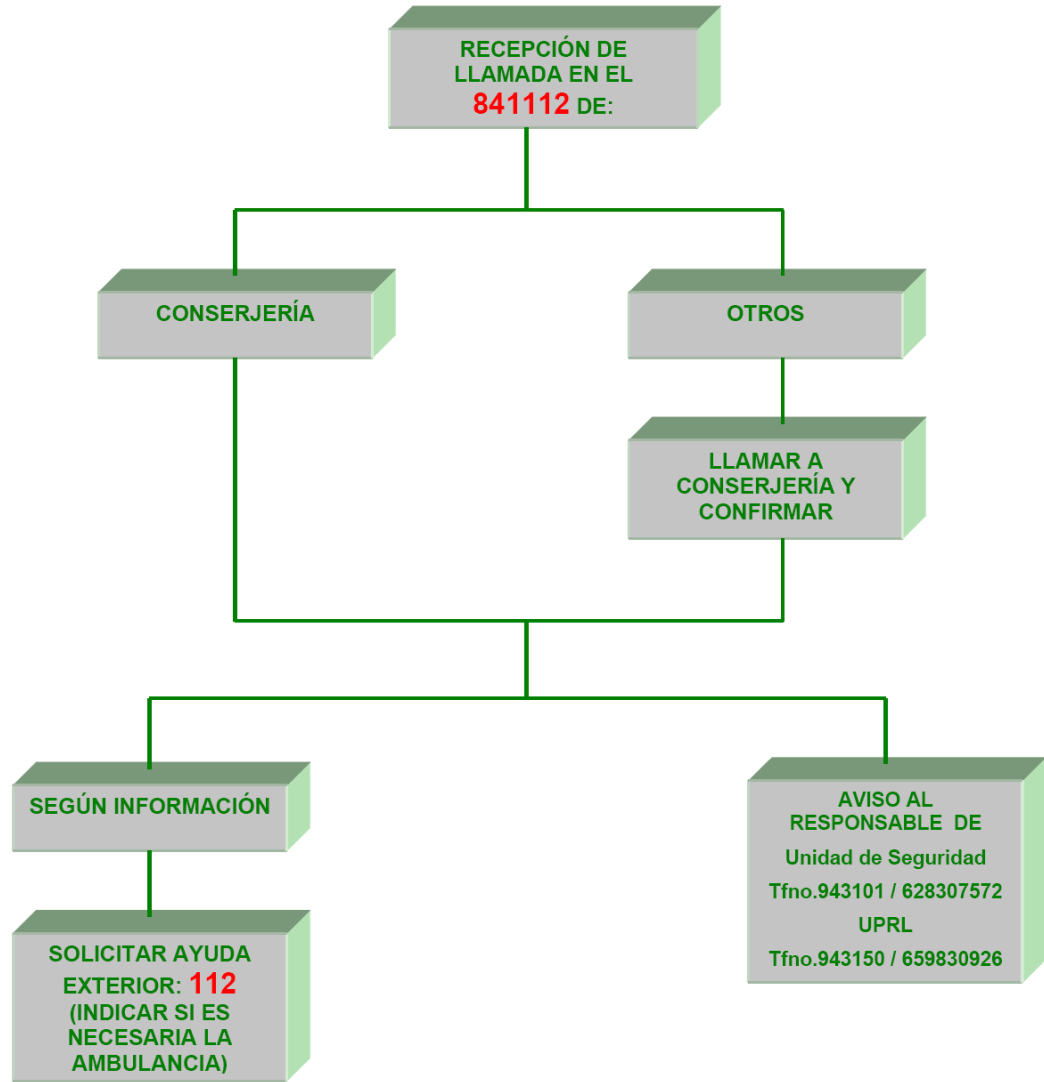 RECEPCIÓN DE
LLAMADA EN EL
841112 DE:
CONSERJERÍA
OTROS
LLAMAR A
CONSERJERÍA Y
CONFIRMAR
SEGÚN INFORMACIÓN
SOLICITAR AYUDA
EXTERIOR: 112
(INDICAR SI ES
NECESARIA LA
AMBULANCIA)
AVISO AL
RESPONSABLE DE
Unidad de Seguridad
Tfno.943101 / 628307572
UPRL
Tfno.943150 / 659830926